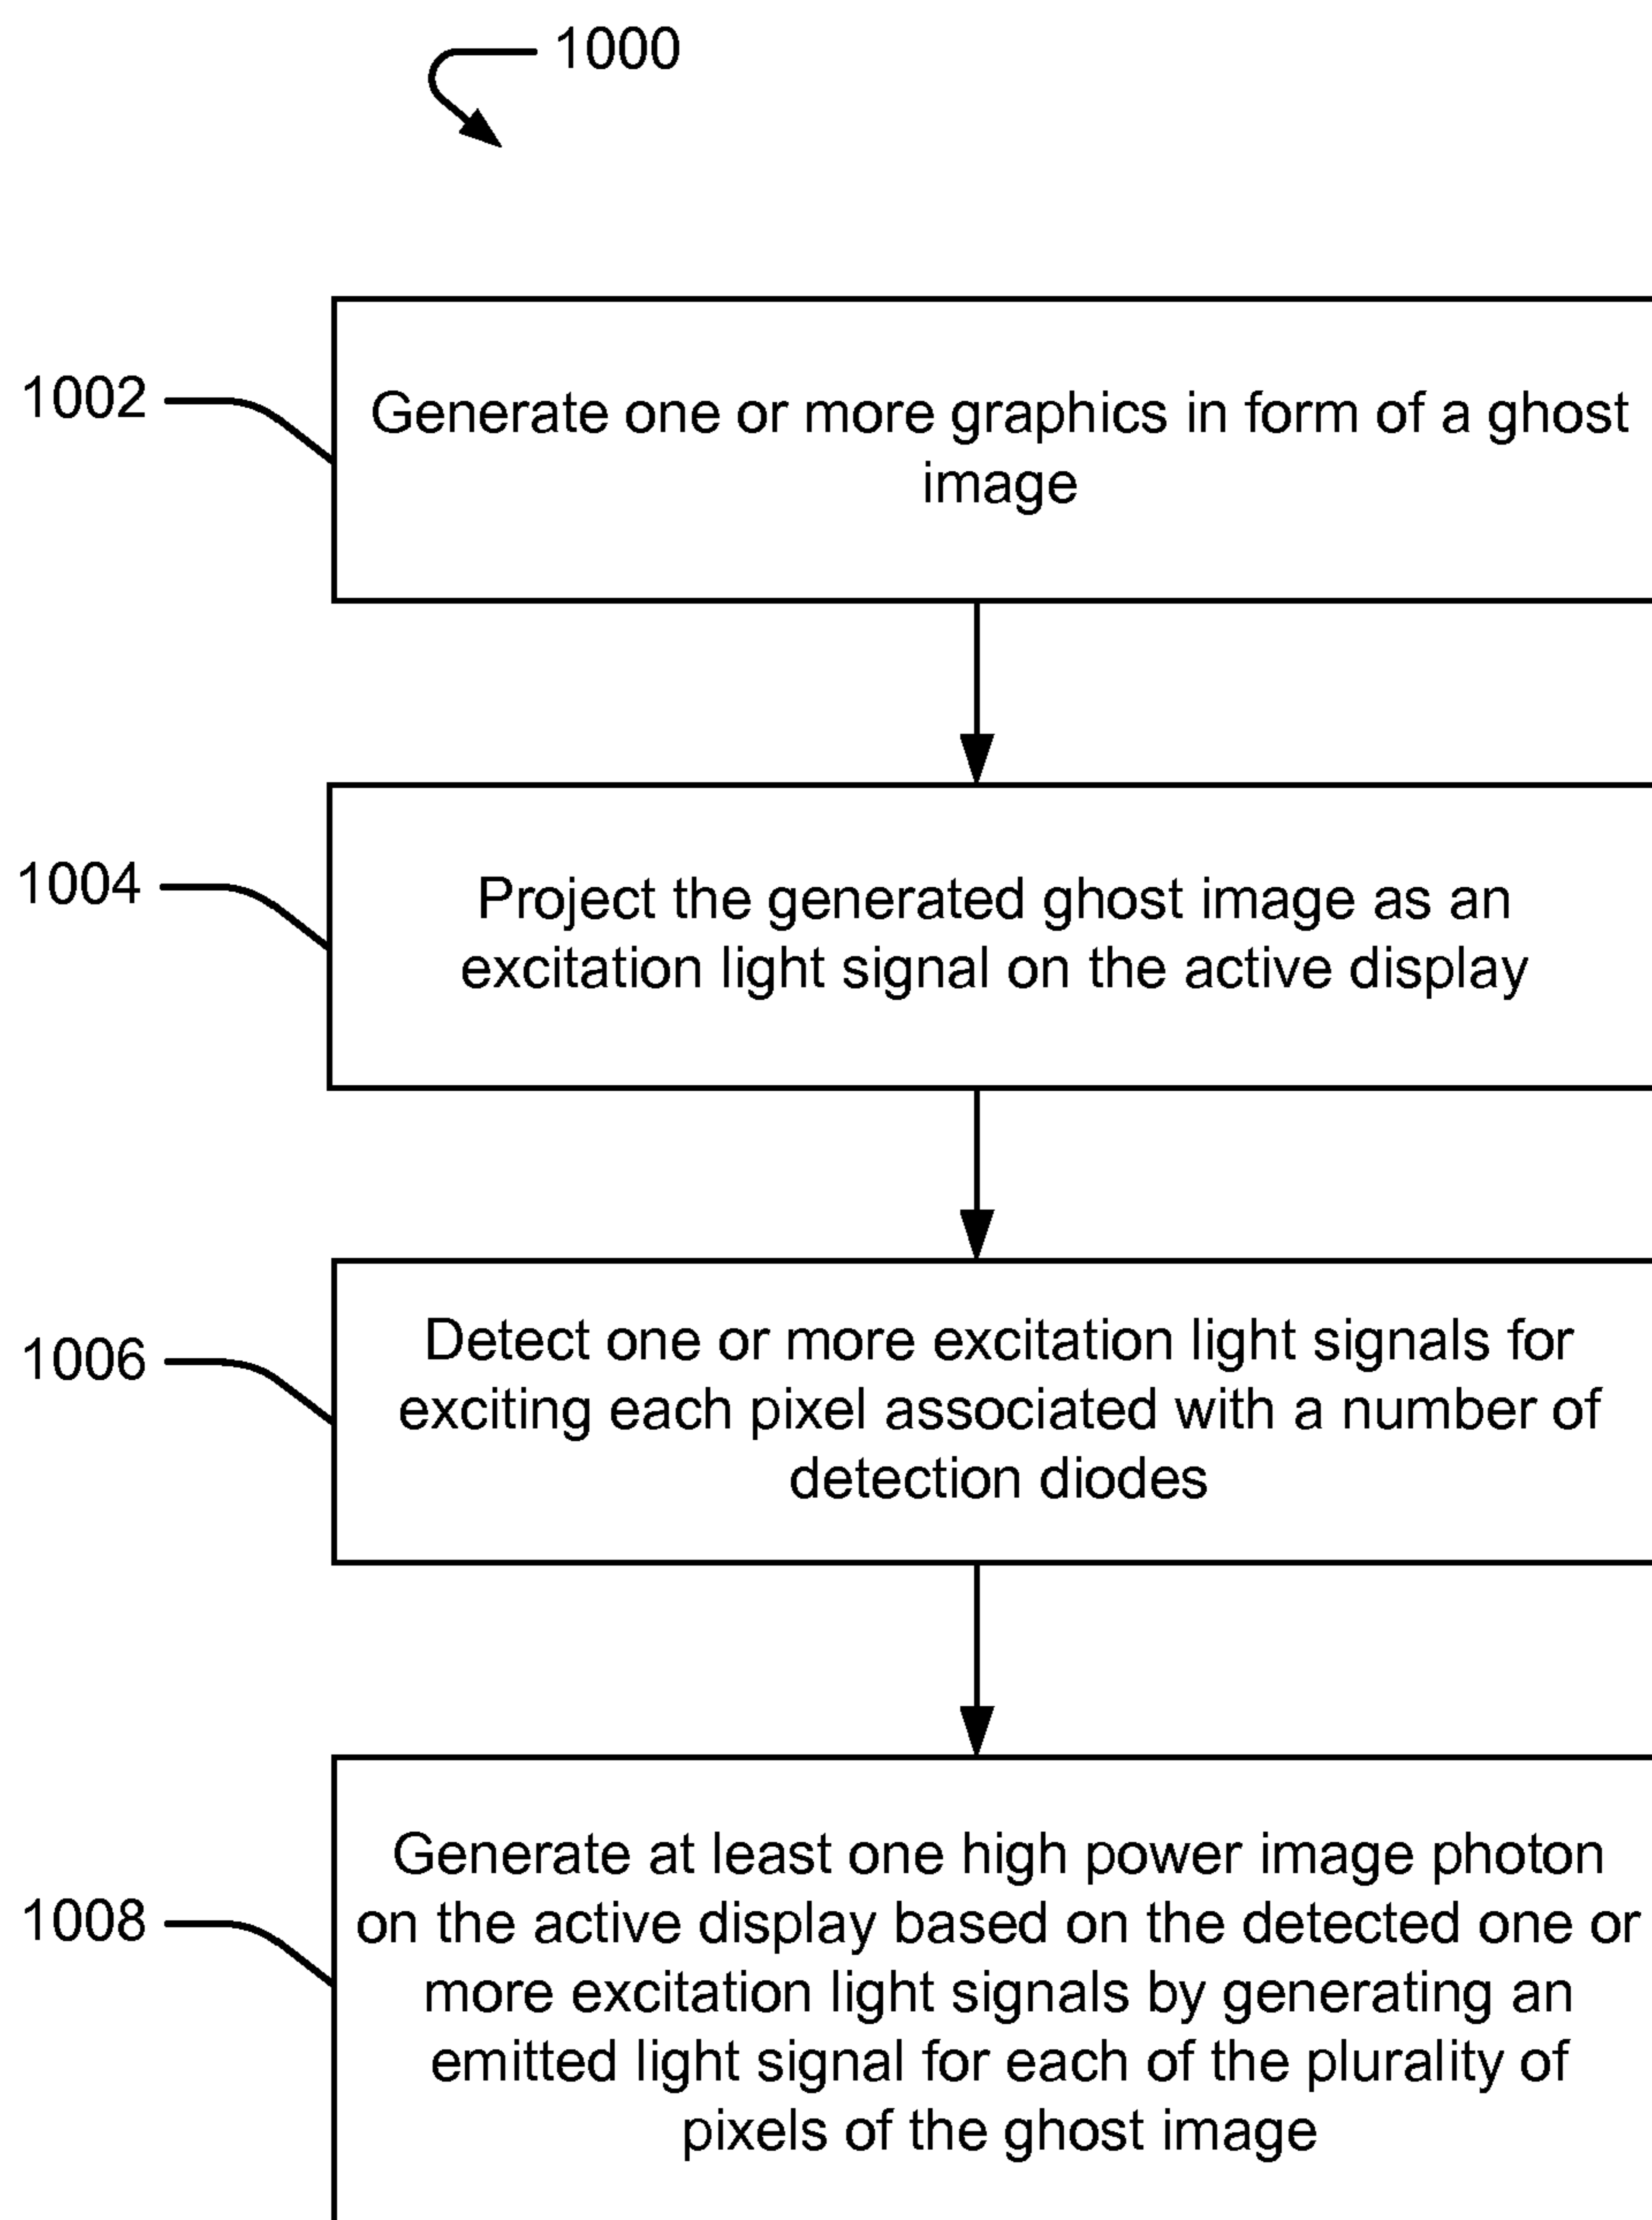 1000
1002
Generate one or more graphics in form of a ghost
image
1004
Project the generated ghost image as an
excitation light signal on the active display
1006
Detect one or more excitation light signals for
exciting each pixel associated with a number of
detection diodes
1008
Generate at least one high power image photon
on the active display based on the detected one or
more excitation light signals by generating an
emitted light signal for each of the plurality of
pixels of the ghost image